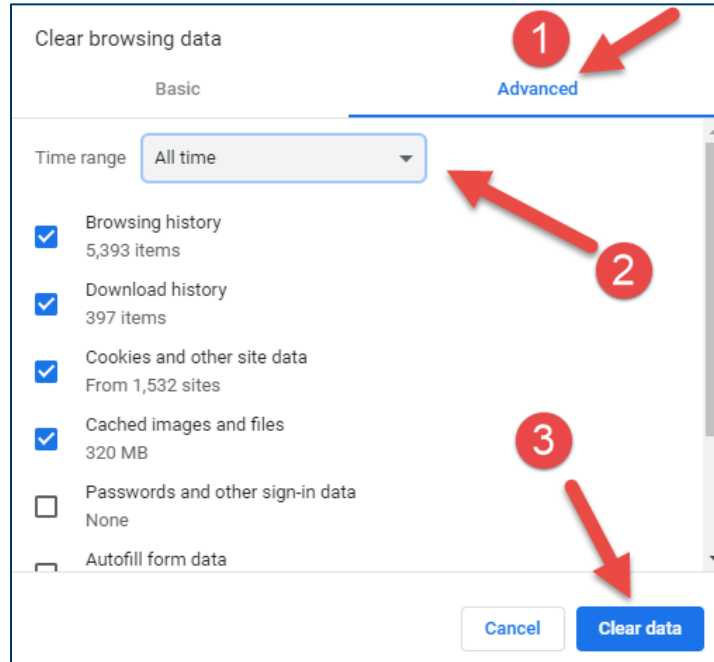 Clear browsing data
1
Basic
Advanced
Time range
All time
2
Browsing history
5,393 items
Download history
397 items
Cookies and other site data
From 1,532 sites
Cached images and files
320 MB
3
Passwords and other sign-in data
None
Autofill form data
Cancel
Clear data